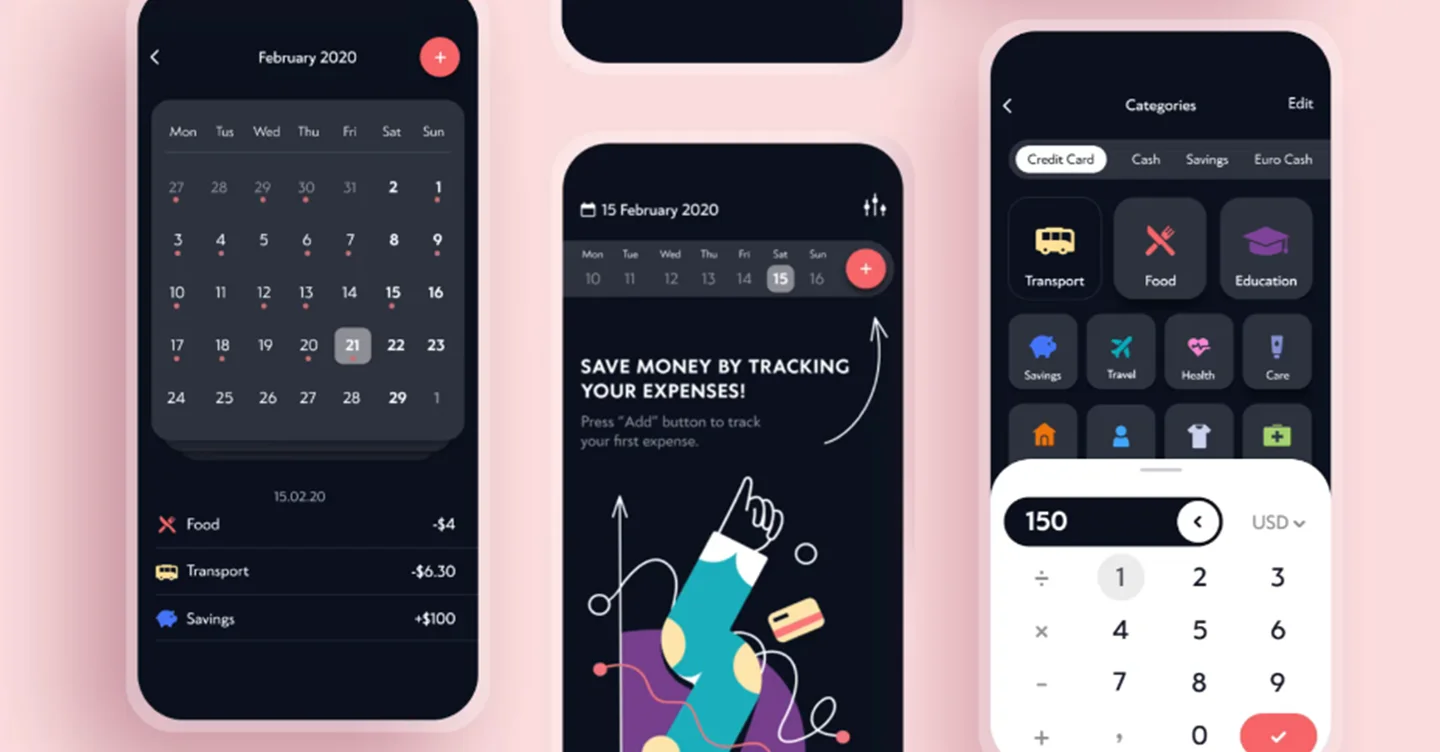 February 2020
+
Mon Tus Wed Thu Fri Sat Sun
27 28 29 30 31 2 1
3 4 5 6 7 8 9
10 11 12 13 14 15 16
17 18 19 20 21 22 23
24 25 26 27 28 29 1
15.02.20
Food -$4
Transport -$6.30
Savings +$100
15 February 2020
Mon Tue Wed Thu Fri Sat Sun
10 11 12 13 14 15 16
+
SAVE MONEY BY TRACKING
YOUR EXPENSES!
Press “Add” button to track
your first expense.
Categories Edit
Credit Card Cash Savings Euro Cash
Transport Food Education
Savings Travel Health Care
150 USD
÷ 1 2 3
× 4 5 6
- 7 8 9
+ , 0